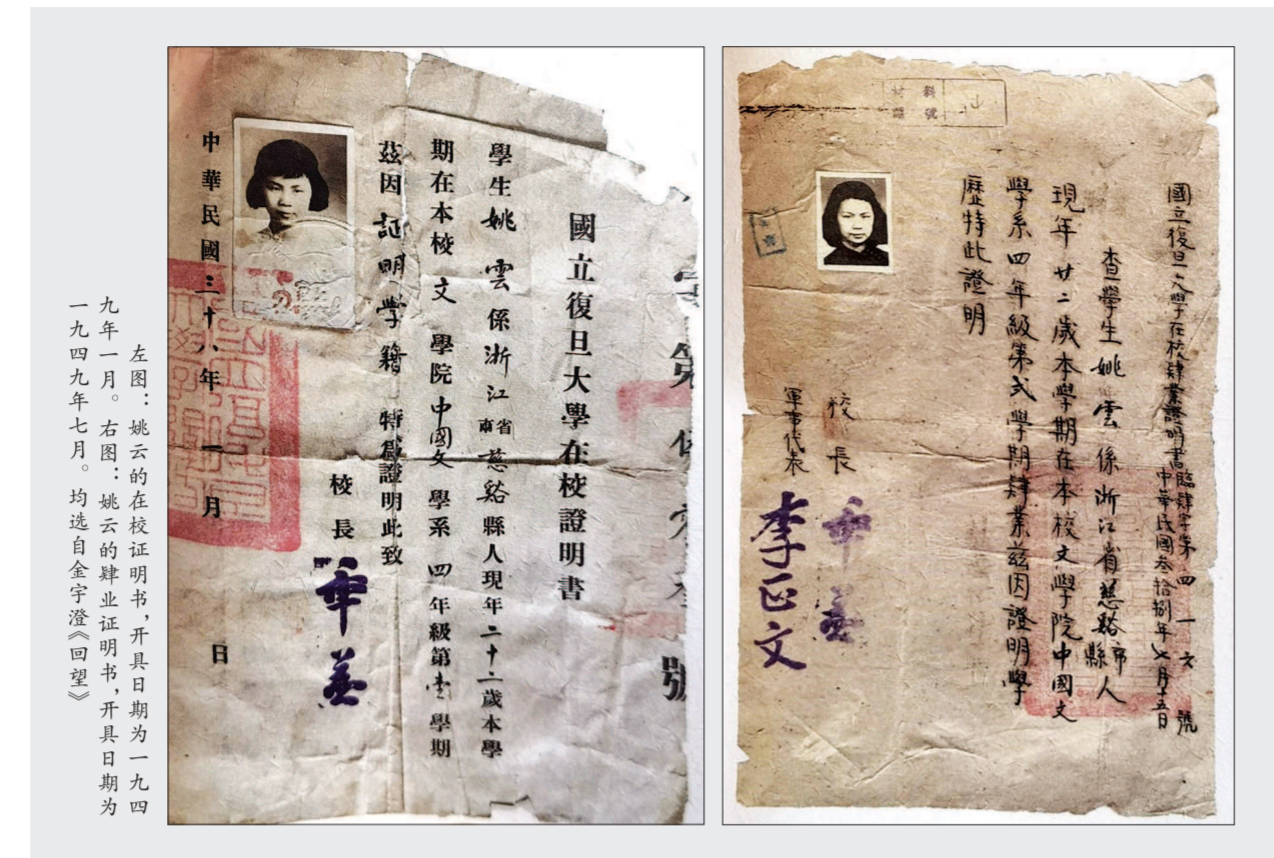 左图：姚云的在校证明书，开具日期为一九四
九年一月。右图：姚云的肄业证明书，开具日期为
一九四九年七月。均选自金宇澄《回望》
號
國立復旦大學在校證明書
學生姚雲係浙江省慈谿縣人現年二十二歲本學
期在本校文學院中國文學系四年級第壹學期
茲因証明学籍特爲證明此致
校長
章益
中華民國三十八年一月日
國立復旦大學在校肄業證明書臨肄字第四一六號
中華民國叁拾捌年七月十五日
查學生姚雲係浙江省慈谿縣市人
現年廿二歲本學期在本校文學院中國文
學系四年級第弍學期肄業茲因證明學
歷特此證明
校長章益
軍事代表李正文